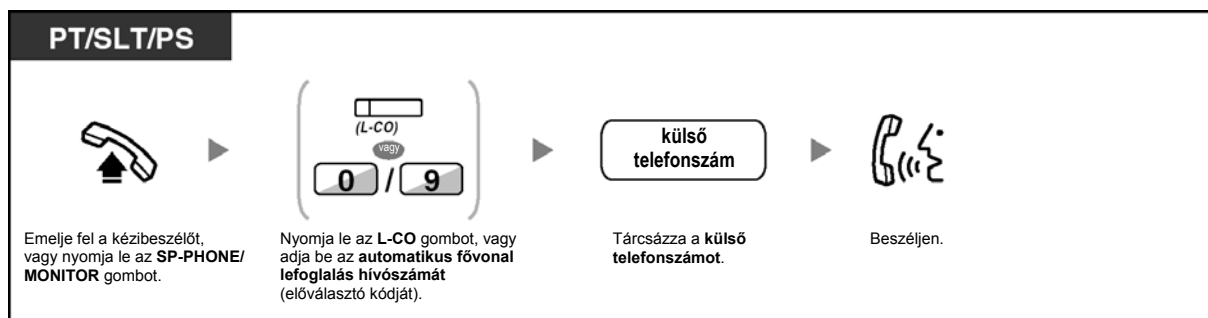 PT/SLT/PS
(L-CO)
vagy
0 / 9
külső
telefonszám
Emelje fel a kézibeszélőt,
vagy nyomja le az SP-PHONE/
MONITOR gombot.
Nyomja le az L-CO gombot, vagy
adja be az automatikus fővonal
lefoglalás hívószámát
(előválasztó kódját).
Tárcsázza a külső
telefonszámot.
Beszéljen.